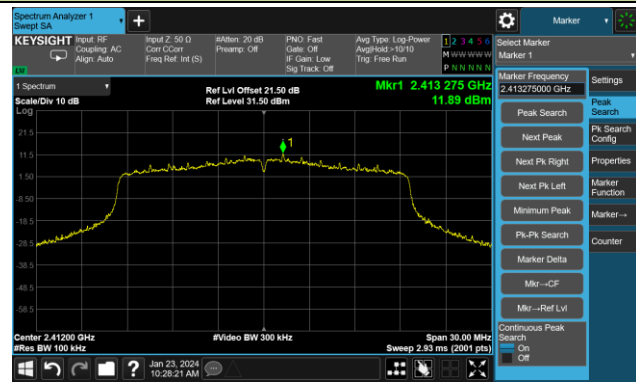 Spectrum Analyzer 1
Swept SA
Marker
KEYSIGHT Input: RF
Coupling: AC
Align: Auto
Input Z: 50 Ω
Corr CCorr
Freq Ref: Int (S)
#Atten: 20 dB
Preamp: Off
PNO: Fast
Gate: Off
IF Gain: Low
Sig Track: Off
Avg Type: Log-Power
Avg|Hold:>10/10
Trig: Free Run
1 2 3 4 5 6
M W W W W W
P N N N N N
Select Marker
Marker 1
LW
1 Spectrum
Scale/Div 10 dB
Log
Ref Lvl Offset 21.50 dB
Ref Level 31.50 dBm
Mkr1 2.413 275 GHz
11.89 dBm
21.5
11.5
1.50
-8.50
-18.5
-28.5
-38.5
-48.5
-58.5
1
Center 2.41200 GHz
#Res BW 100 kHz
#Video BW 300 kHz
Span 30.00 MHz
Sweep 2.93 ms (2001 pts)
Marker Frequency
2.413275000 GHz
Peak Search
Next Peak
Next Pk Right
Next Pk Left
Minimum Peak
Pk-Pk Search
Marker Delta
Mkr→CF
Mkr→Ref Lvl
Continuous Peak
Search
On
Off
Settings
Peak
Search
Pk Search
Config
Properties
Marker
Function
Marker→
Counter
Jan 23, 2024
10:28:21 AM